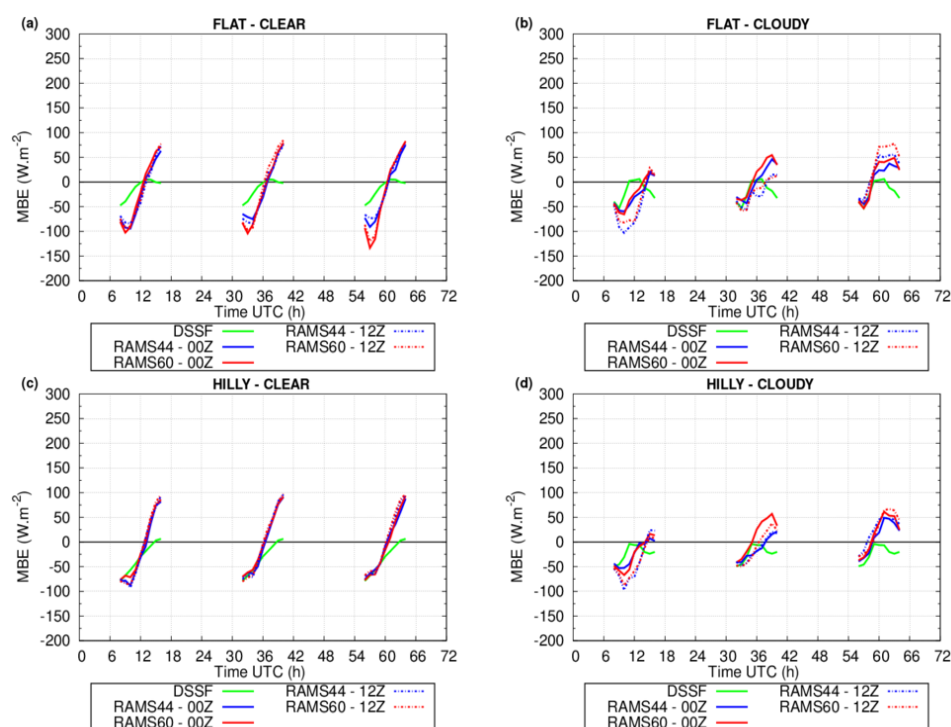 (a) FLAT - CLEAR
300
250
200
150
100
50
0
-50
-100
-150
-200
MBE (W.m-2)
0 6 12 18 24 30 36 42 48 54 60 66 72
Time UTC (h)
DSSF RAMS44 - 12Z
RAMS44 - 00Z RAMS60 - 12Z
RAMS60 - 00Z
(b) FLAT - CLOUDY
300
250
200
150
100
50
0
-50
-100
-150
-200
MBE (W.m-2)
0 6 12 18 24 30 36 42 48 54 60 66 72
Time UTC (h)
DSSF RAMS44 - 12Z
RAMS44 - 00Z RAMS60 - 12Z
RAMS60 - 00Z
(c) HILLY - CLEAR
300
250
200
150
100
50
0
-50
-100
-150
-200
MBE (W.m-2)
0 6 12 18 24 30 36 42 48 54 60 66 72
Time UTC (h)
DSSF RAMS44 - 12Z
RAMS44 - 00Z RAMS60 - 12Z
RAMS60 - 00Z
(d) HILLY - CLOUDY
300
250
200
150
100
50
0
-50
-100
-150
-200
MBE (W.m-2)
0 6 12 18 24 30 36 42 48 54 60 66 72
Time UTC (h)
DSSF RAMS44 - 12Z
RAMS44 - 00Z RAMS60 - 12Z
RAMS60 - 00Z